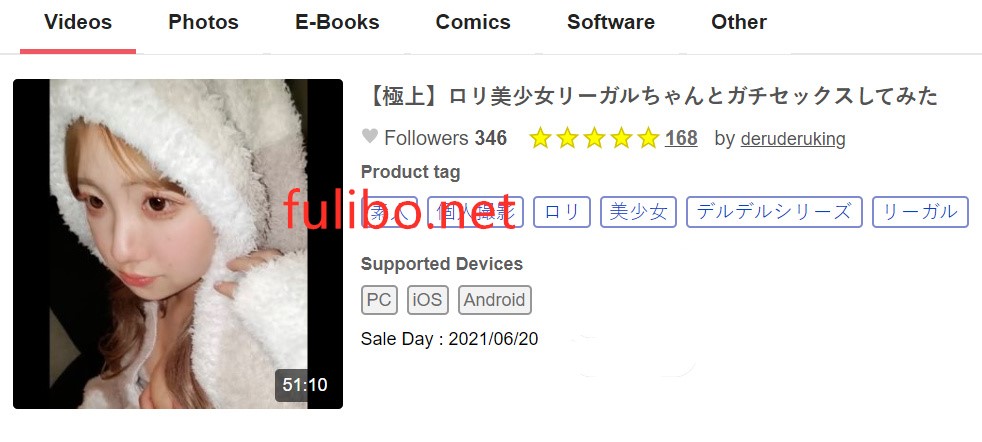 Videos Photos E-Books Comics Software Other
【極上】ロリ美少女リーガルちゃんとガチセックスしてみた
Followers 346 168 by deruderuking
Product tag
素人 個人撮影 ロリ 美少女 デルデルシリーズ リーガル
fulibo.net
Supported Devices
PC iOS Android
Sale Day : 2021/06/20
51:10